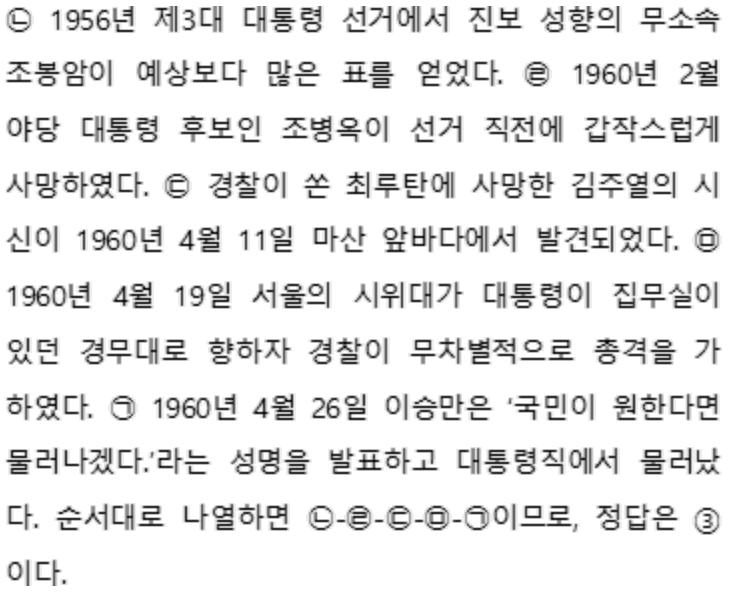 ㉡ 1956년 제3대 대통령 선거에서 진보 성향의 무소속
조봉암이 예상보다 많은 표를 얻었다. ㉣ 1960년 2월
야당 대통령 후보인 조병옥이 선거 직전에 갑작스럽게
사망하였다. ㉢ 경찰이 쏜 최루탄에 사망한 김주열의 시
신이 1960년 4월 11일 마산 앞바다에서 발견되었다. ㉤
1960년 4월 19일 서울의 시위대가 대통령이 집무실이
있던 경무대로 향하자 경찰이 무차별적으로 총격을 가
하였다. ㉠ 1960년 4월 26일 이승만은 ‘국민이 원한다면
물러나겠다.’라는 성명을 발표하고 대통령직에서 물러났
다. 순서대로 나열하면 ㉡-㉣-㉢-㉤-㉠이므로, 정답은 ③
이다.